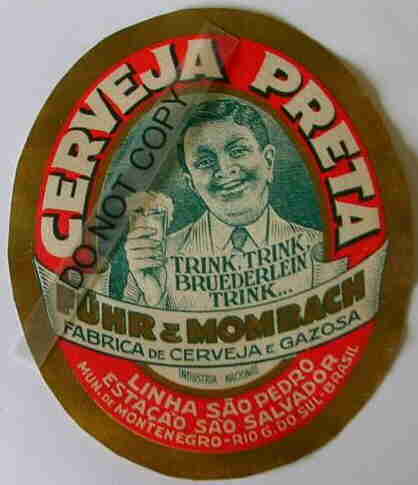 CERVEJA PRETA
DO NOT COPY
TRINK, TRINK,
BRUEDERLEIN
TRINK...
FÜHR & MOMBACH
FABRICA DE CERVEJA E GAZOSA
INDUSTRIA NACIONAL
LINHA SÃO PEDRO
ESTAÇÃO SÃO SALVADOR
MUN. DE MONTENEGRO - RIO G. DO SUL - BRASIL